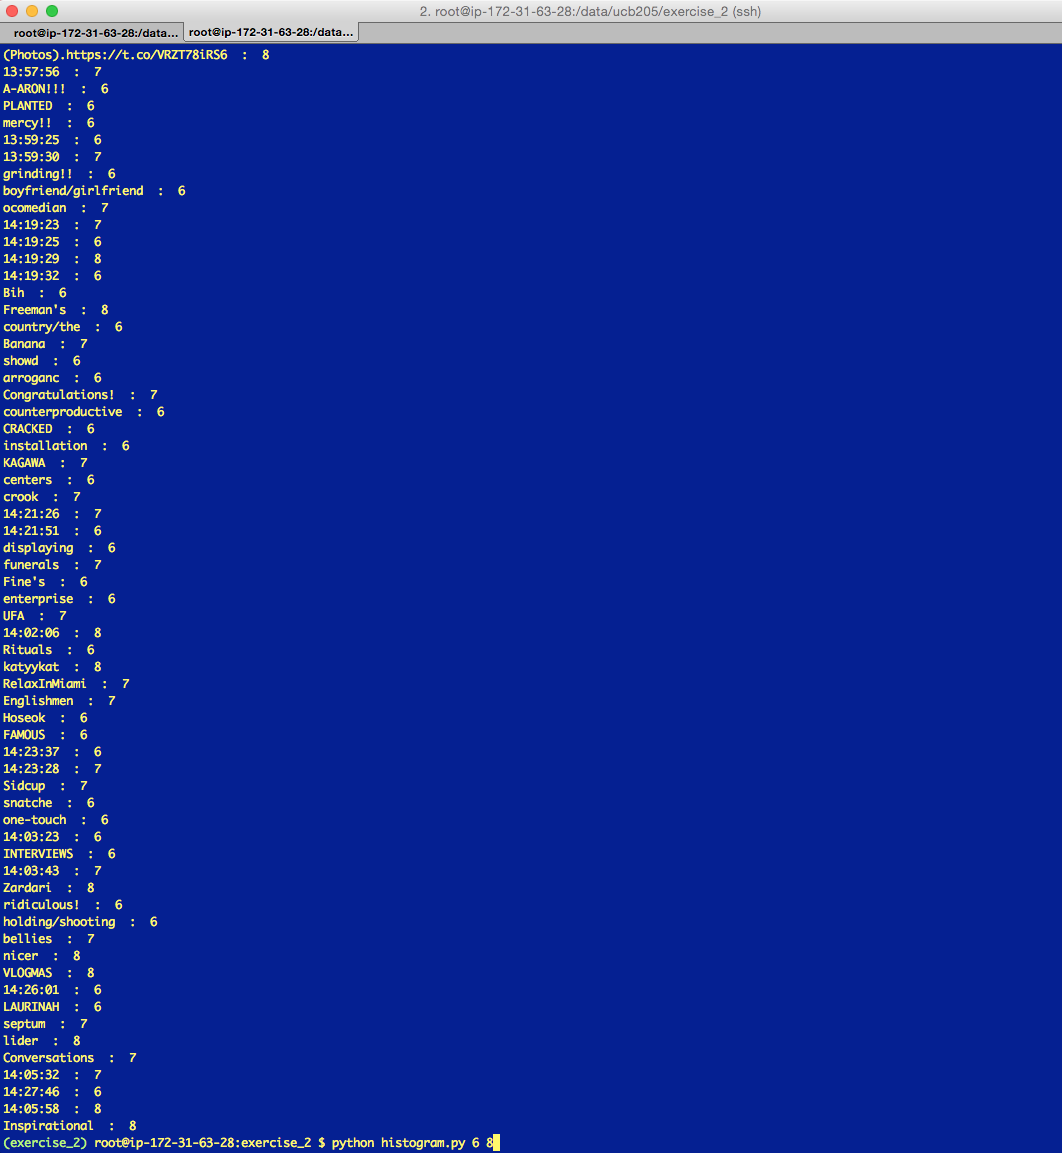 2. root@ip-172-31-63-28:/data/ucb205/exercise_2 (ssh)
root@ip-172-31-63-28:/data... root@ip-172-31-63-28:/data...
(Photos).https://t.co/VRZT78iRS6  :  8
13:57:56  :  7
A-ARON!!!  :  6
PLANTED  :  6
mercy!!  :  6
13:59:25  :  6
13:59:30  :  7
grinding!!  :  6
boyfriend/girlfriend  :  6
ocomedian  :  7
14:19:23  :  7
14:19:25  :  6
14:19:29  :  8
14:19:32  :  6
Bih  :  6
Freeman's  :  8
country/the  :  6
Banana  :  7
showd  :  6
arroganc  :  6
Congratulations!  :  7
counterproductive  :  6
CRACKED  :  6
installation  :  6
KAGAWA  :  7
centers  :  6
crook  :  7
14:21:26  :  7
14:21:51  :  6
displaying  :  6
funerals  :  7
Fine's  :  6
enterprise  :  6
UFA  :  7
14:02:06  :  8
Rituals  :  6
katyykat  :  8
RelaxInMiami  :  7
Englishmen  :  7
Hoseok  :  6
FAMOUS  :  6
14:23:37  :  6
14:23:28  :  7
Sidcup  :  7
snatche  :  6
one-touch  :  6
14:03:23  :  6
INTERVIEWS  :  6
14:03:43  :  7
Zardari  :  8
ridiculous!  :  6
holding/shooting  :  6
bellies  :  7
nicer  :  8
VLOGMAS  :  8
14:26:01  :  6
LAURINAH  :  6
septum  :  7
lider  :  8
Conversations  :  7
14:05:32  :  7
14:27:46  :  6
14:05:58  :  8
Inspirational  :  8
(exercise_2) root@ip-172-31-63-28:exercise_2 $ python histogram.py 6 8